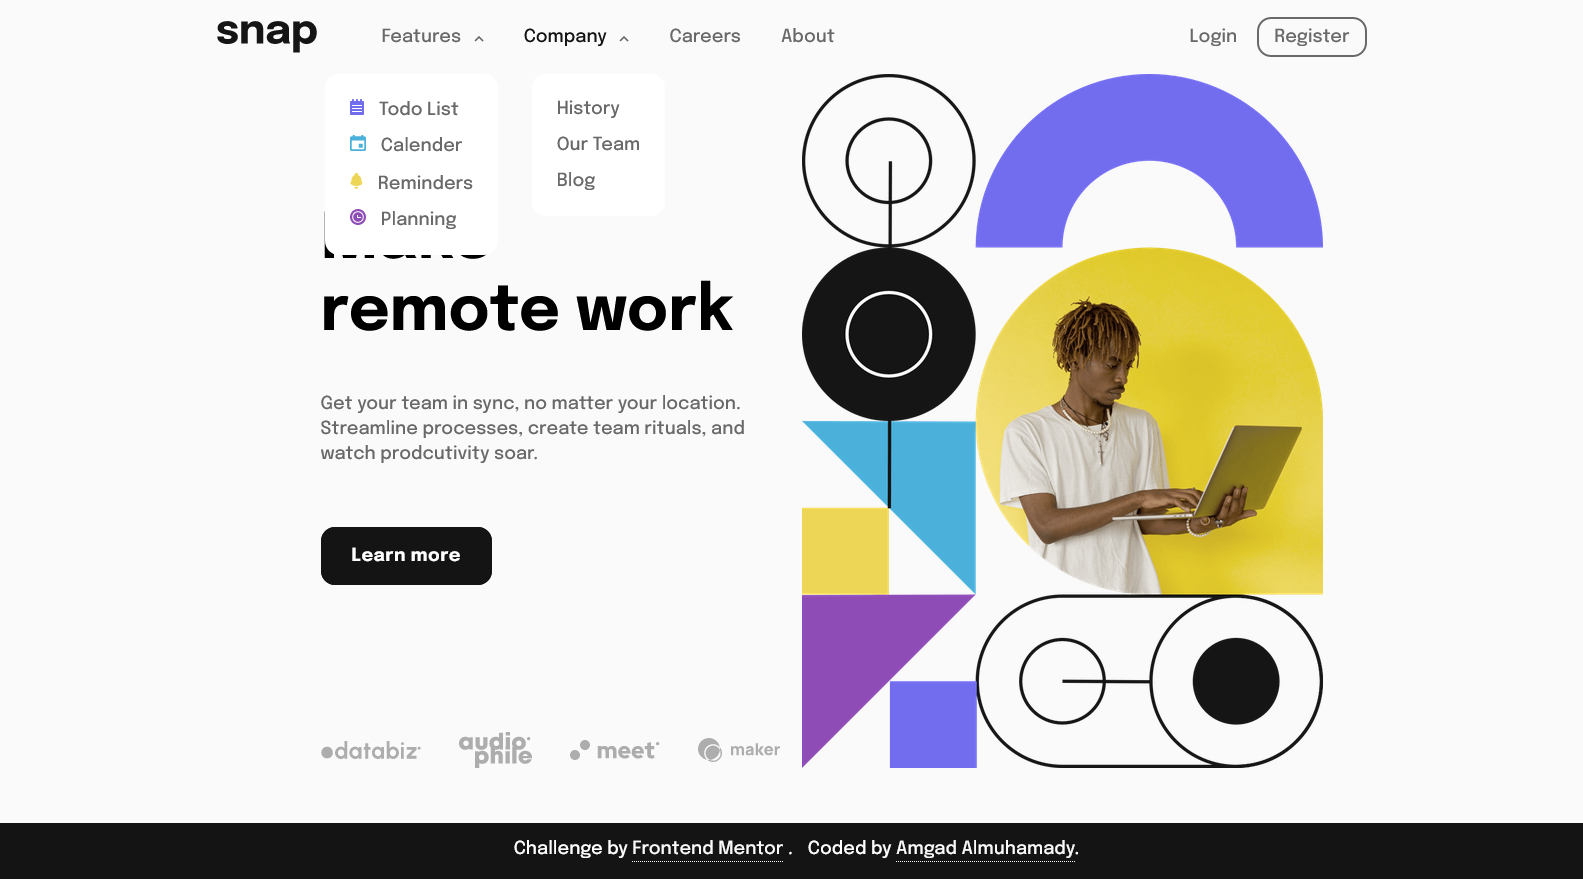 snap
Features
Company
Careers
About
Login
Register
Todo List
Calender
Reminders
Planning
History
Our Team
Blog
remote work
Get your team in sync, no matter your location.
Streamline processes, create team rituals, and
watch prodcutivity soar.
Learn more
databiz
audio
phile
meet
maker
Challenge by Frontend Mentor .   Coded by Amgad Almuhamady.